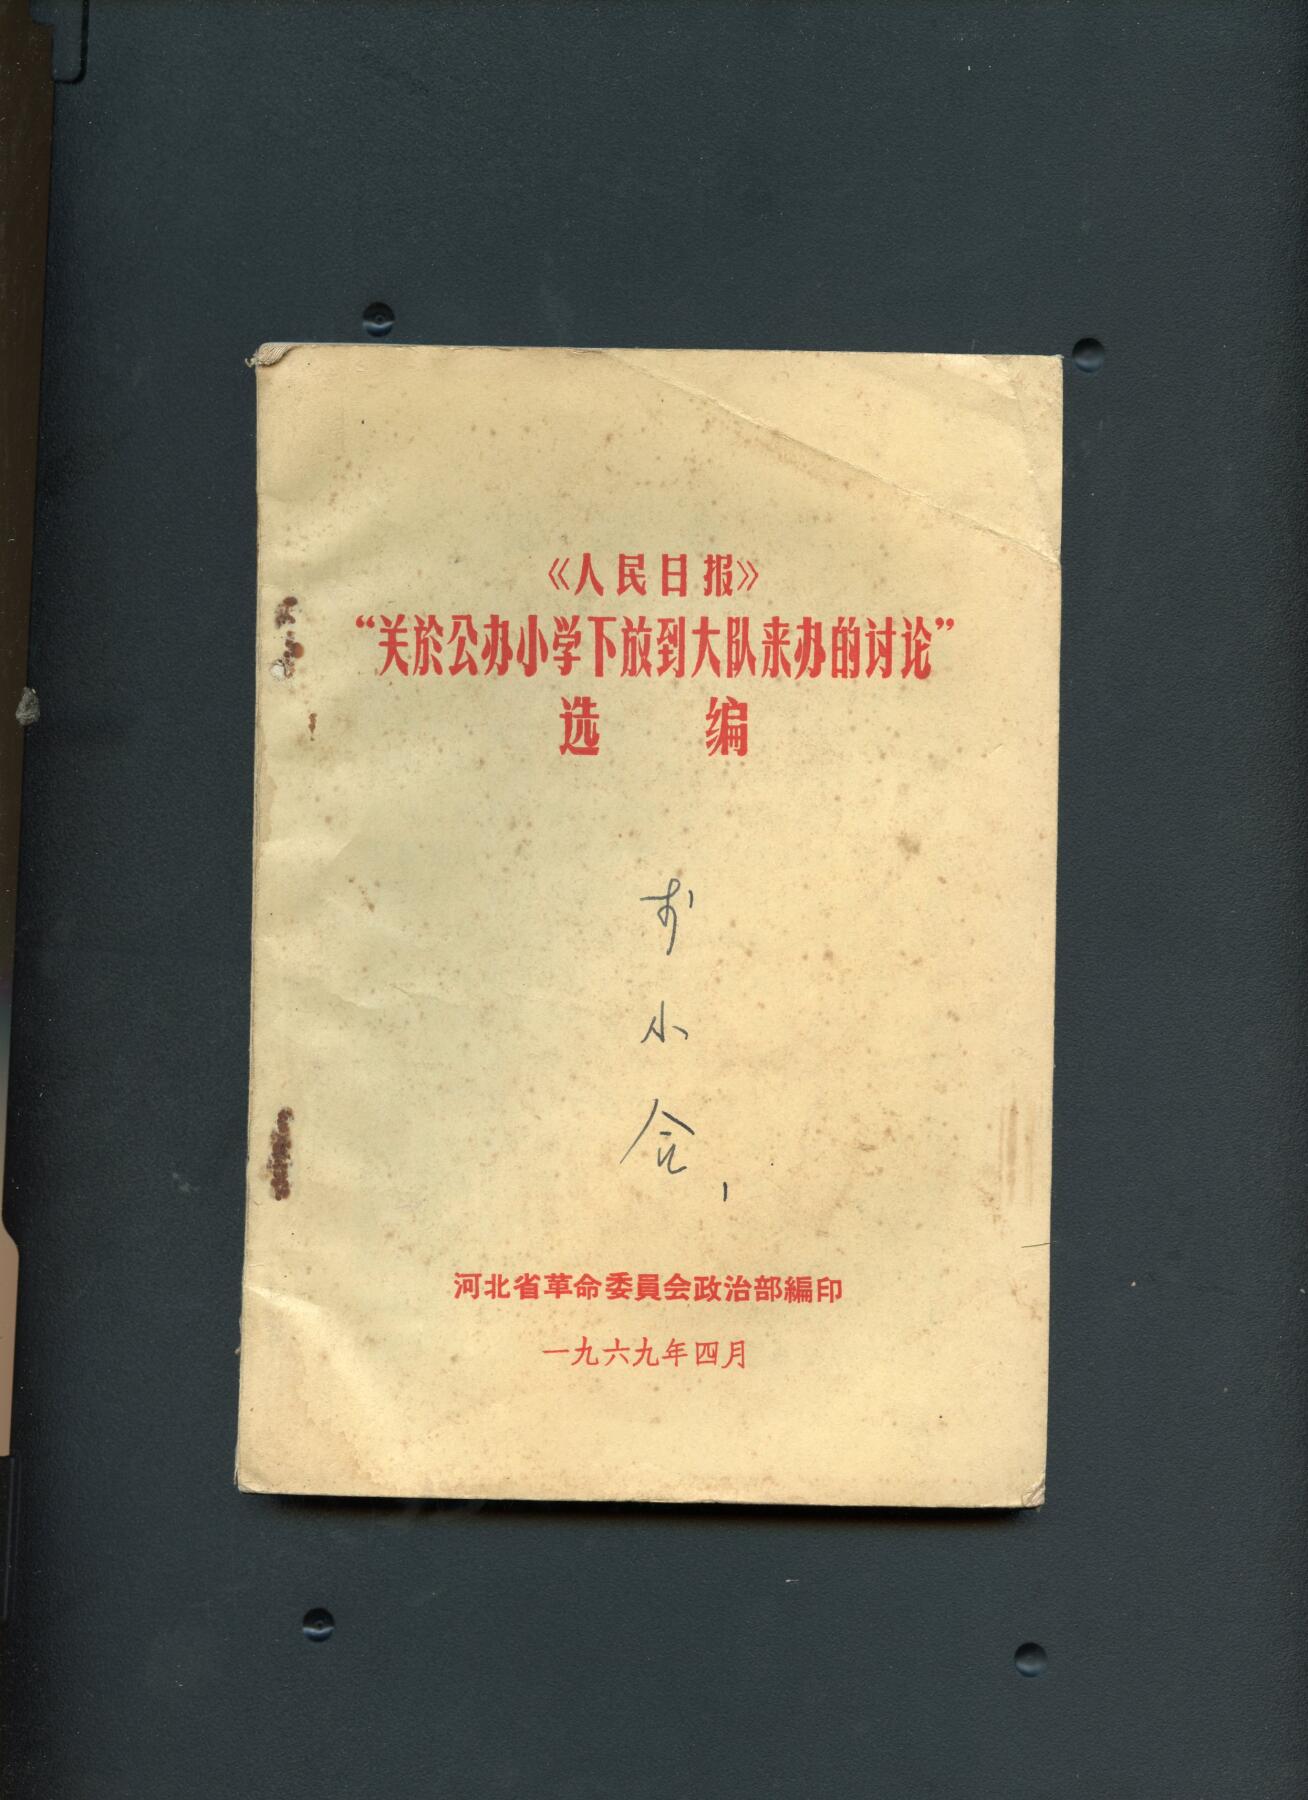 《人民日报》
“关於公办小学下放到大队来办的讨论”
选编
小
河北省革命委員会政治部編印
一九六九年四月